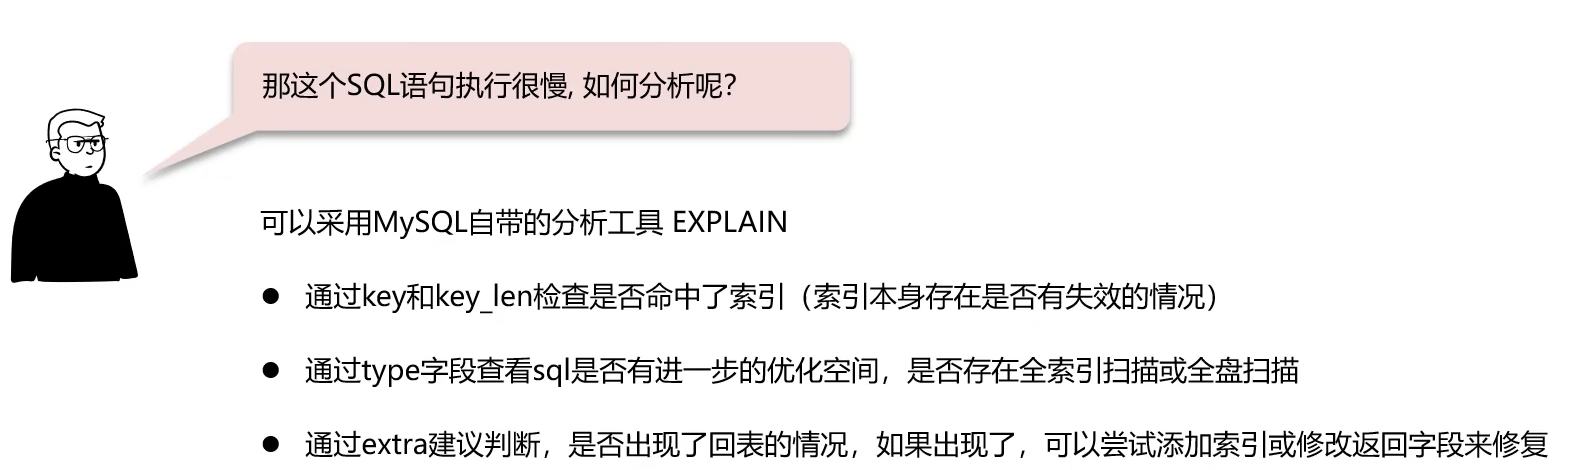 那这个SQL语句执行很慢, 如何分析呢?
可以采用MySQL自带的分析工具 EXPLAIN
● 通过key和key_len检查是否命中了索引（索引本身存在是否有失效的情况）
● 通过type字段查看sql是否有进一步的优化空间，是否存在全索引扫描或全盘扫描
● 通过extra建议判断，是否出现了回表的情况，如果出现了，可以尝试添加索引或修改返回字段来修复